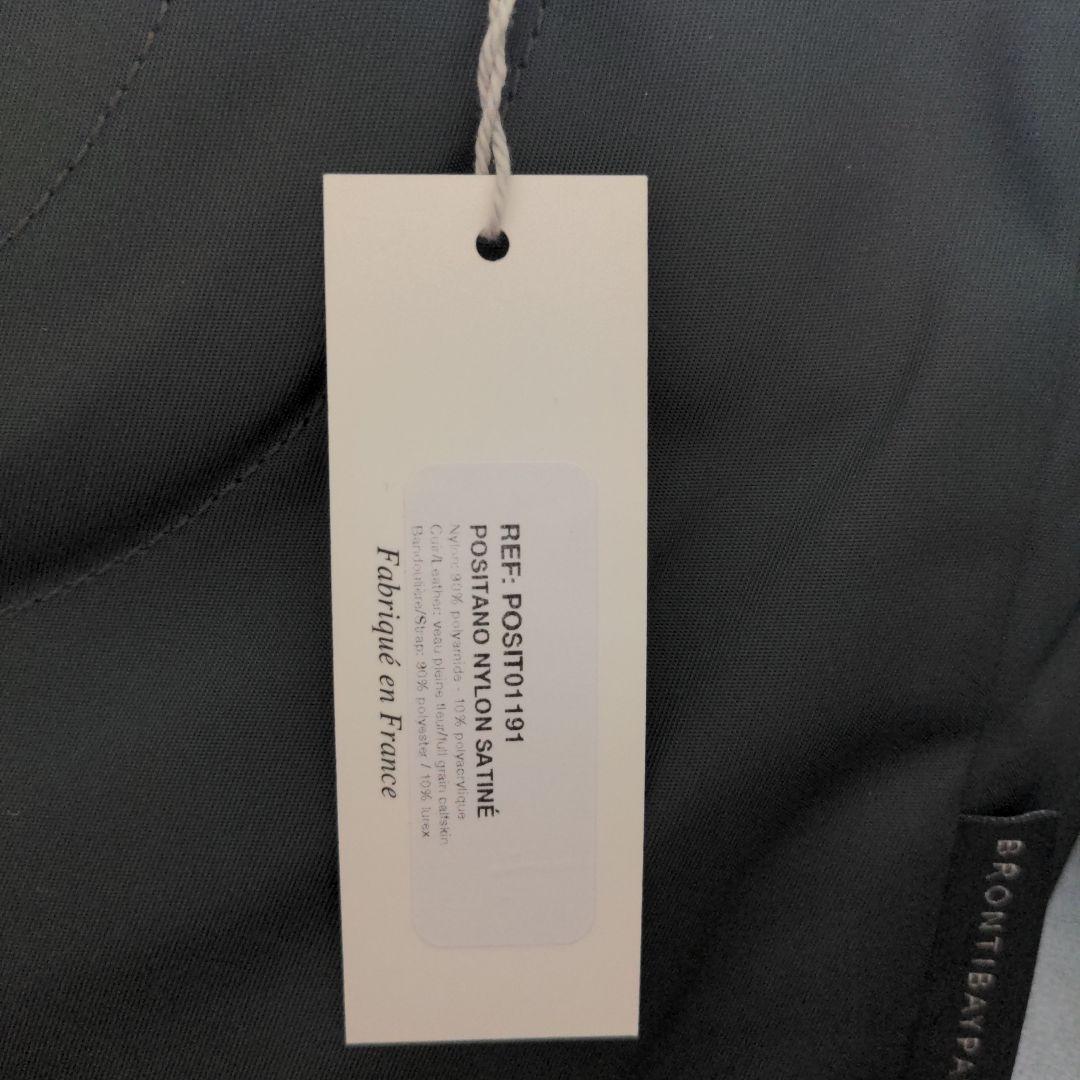 REF: POSIT01191
POSITANO NYLON SATINÉ
Nylon: 90% polyamide - 10% polyacrylique
Cuir/Leather: veau pleine fleur/full grain calfskin
Bandoulière/Strap: 90% polyester / 10% lurex
Fabriqué en France
BRONTIBAYPA